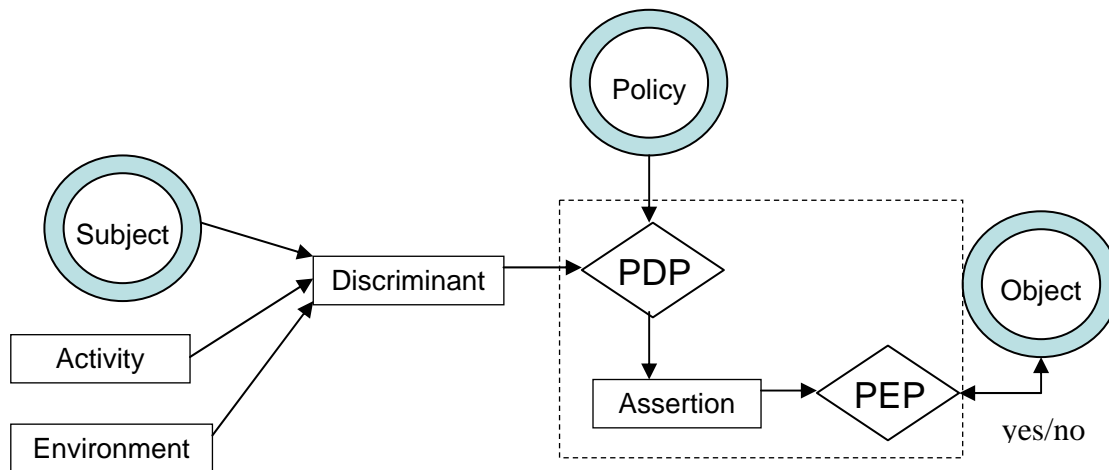 Policy
Subject
PDP
Discriminant
Object
Activity
Assertion
PEP
Environment
yes/no